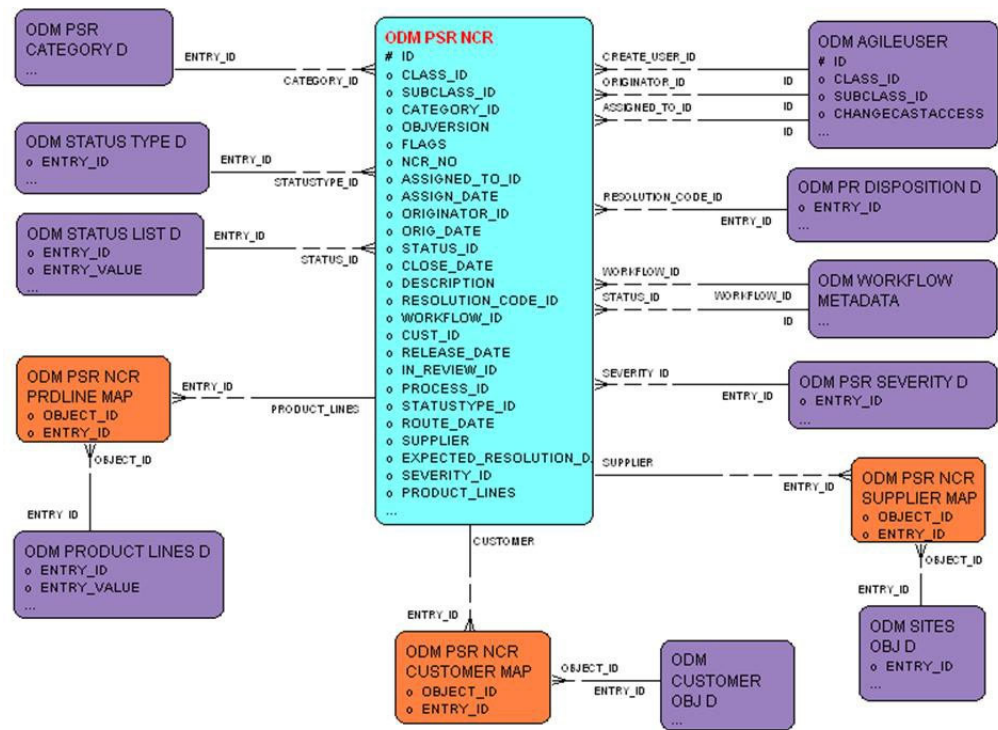 ODM PSR
CATEGORY D
...
ENTRY_ID
CATEGORY_ID
ODM STATUS TYPE D
o ENTRY_ID
...
ENTRY_ID
STATUSTYPE_ID
ODM STATUS LIST D
o ENTRY_ID
o ENTRY_VALUE
...
ENTRY_ID
STATUS_ID
ODM PSR NCR
PRDLINE MAP
o OBJECT_ID
o ENTRY_ID
ENTRY_ID
PRODUCT_LINES
OBJECT_ID
ENTRY ID
ODM PRODUCT LINES D
o ENTRY_ID
o ENTRY_VALUE
...
ODM PSR NCR
# ID
o CLASS_ID
o SUBCLASS_ID
o CATEGORY_ID
o OBJVERSION
o FLAGS
o NCR_NO
o ASSIGNED_TO_ID
o ASSIGN_DATE
o ORIGINATOR_ID
o ORIG_DATE
o STATUS_ID
o CLOSE_DATE
o DESCRIPTION
o RESOLUTION_CODE_ID
o WORKFLOW_ID
o CUST_ID
o RELEASE_DATE
o IN_REVIEW_ID
o PROCESS_ID
o STATUSTYPE_ID
o ROUTE_DATE
o SUPPLIER
o EXPECTED_RESOLUTION_D.
o SEVERITY_ID
o PRODUCT_LINES
...
CREATE_USER_ID
ID
ORIGINATOR_ID
ID
ASSIGNED_TO_ID
ID
ODM AGILEUSER
# ID
o CLASS_ID
o SUBCLASS_ID
o CHANGECASTACCESS
...
RESOLUTION_CODE_ID
ENTRY_ID
ODM PR DISPOSITION D
o ENTRY_ID
...
WORKFLOW_ID
WORKFLOW_ID
STATUS_ID
ID
ODM WORKFLOW
METADATA
...
SEVERITY_ID
ENTRY_ID
ODM PSR SEVERITY D
o ENTRY_ID
...
SUPPLIER
ENTRY_ID
ODM PSR NCR
SUPPLIER MAP
o OBJECT_ID
o ENTRY_ID
OBJECT_ID
ENTRY_ID
ODM SITES
OBJ D
o ENTRY_ID
...
CUSTOMER
ENTRY_ID
ODM PSR NCR
CUSTOMER MAP
o OBJECT_ID
o ENTRY_ID
OBJECT_ID
ENTRY_ID
ODM
CUSTOMER
OBJ D
...